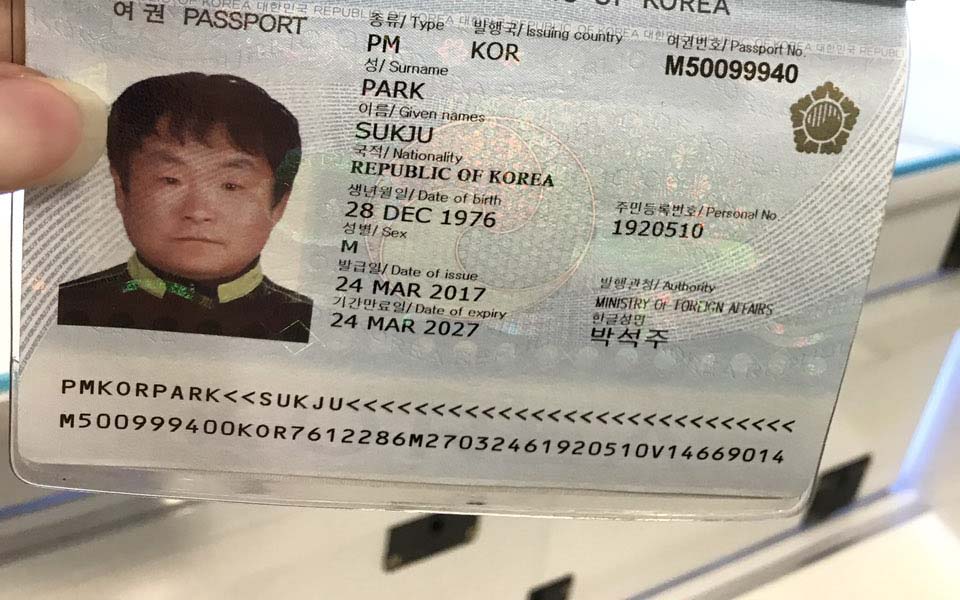 OF KOREA
여권 PASSPORT
종류/ Type 발행국/ Issuing country 여권번호/ Passport No.
PM KOR M50099940
성/ Surname
PARK
이름/ Given names
SUKJU
국적/ Nationality
REPUBLIC OF KOREA
생년월일/ Date of birth 주민등록번호/ Personal No.
28 DEC 1976 1920510
성별/ Sex
M
발급일/ Date of issue 발행관청/ Authority
24 MAR 2017 MINISTRY OF FOREIGN AFFAIRS
기간만료일/ Date of expiry 한글성명
24 MAR 2027 박석주
PMKORPARK<<SUKJU<<<<<<<<<<<<<<<<<<<<<<<<<<<<
M500999400KOR7612286M27032461920510V14669014